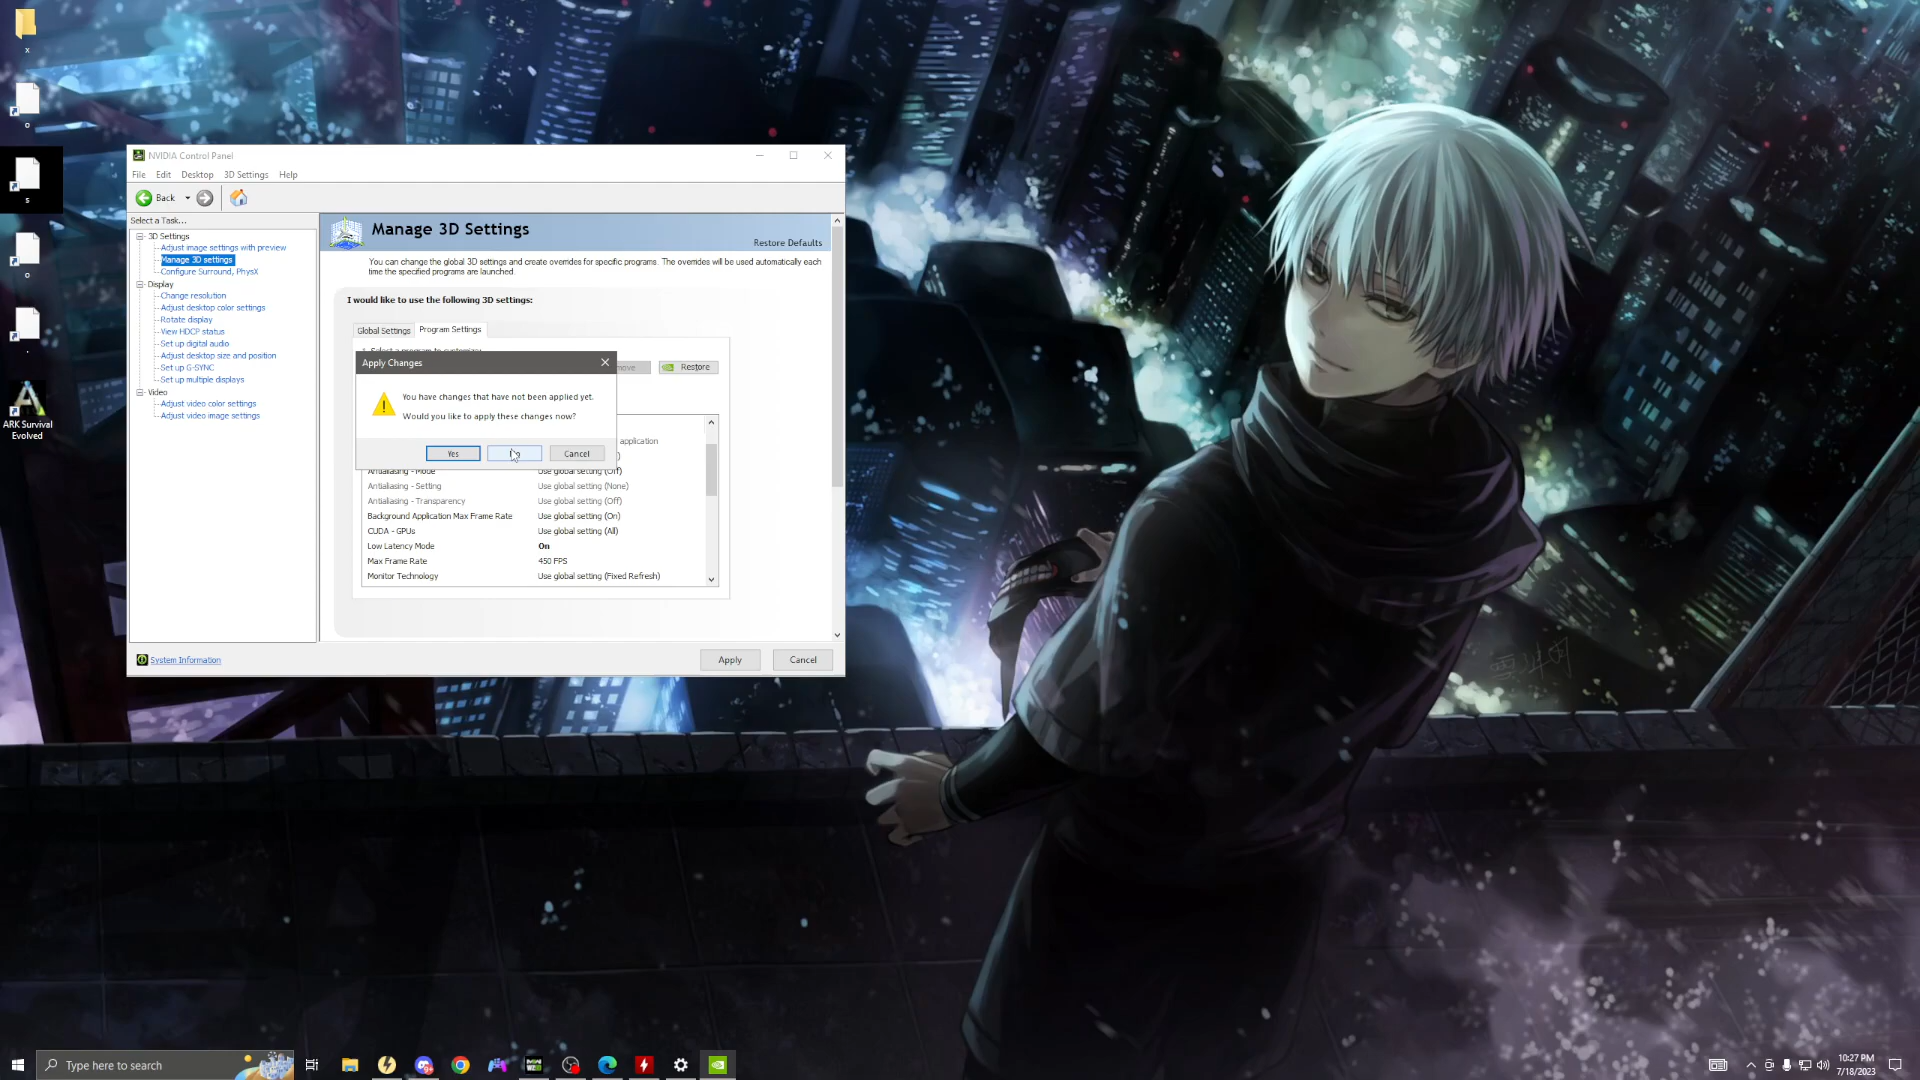 x
o
s
o
.
ARK Survival
Evolved
NVIDIA Control Panel
File Edit Desktop 3D Settings Help
Back
Select a Task...
3D Settings
Adjust image settings with preview
Manage 3D settings
Configure Surround, PhysX
Display
Change resolution
Adjust desktop color settings
Rotate display
View HDCP status
Set up digital audio
Adjust desktop size and position
Set up G-SYNC
Set up multiple displays
Video
Adjust video color settings
Adjust video image settings
System Information
Manage 3D Settings
Restore Defaults
You can change the global 3D settings and create overrides for specific programs. The overrides will be used automatically each
time the specified programs are launched.
I would like to use the following 3D settings:
Global Settings Program Settings
Restore
Apply Changes
You have changes that have not been applied yet.
Would you like to apply these changes now?
Yes Cancel
application
Antialiasing - Mode Use global setting (Off)
Antialiasing - Setting Use global setting (None)
Antialiasing - Transparency Use global setting (Off)
Background Application Max Frame Rate Use global setting (On)
CUDA - GPUs Use global setting (All)
Low Latency Mode On
Max Frame Rate 450 FPS
Monitor Technology Use global setting (Fixed Refresh)
Apply Cancel
Type here to search
10:27 PM
7/18/2023